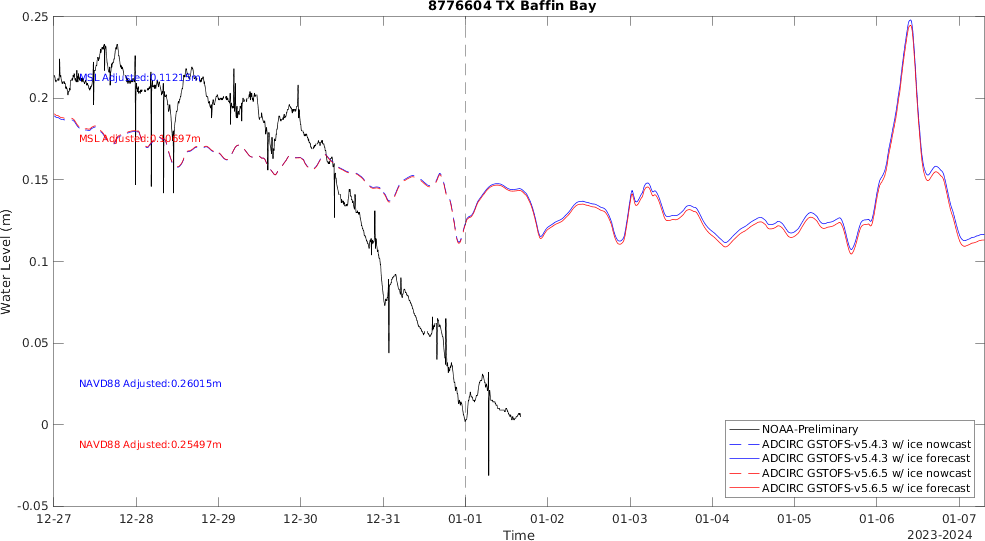 8776604 TX Baffin Bay
0.25
0.2
0.15
0.1
0.05
0
-0.05
Water Level (m)
MSL Adjusted:0.11215m
MSL Adjusted:0.10697m
NAVD88 Adjusted:0.26015m
NAVD88 Adjusted:0.25497m
NOAA-Preliminary
ADCIRC GSTOFS-v5.4.3 w/ ice nowcast
ADCIRC GSTOFS-v5.4.3 w/ ice forecast
ADCIRC GSTOFS-v5.6.5 w/ ice nowcast
ADCIRC GSTOFS-v5.6.5 w/ ice forecast
12-27 12-28 12-29 12-30 12-31 01-01 01-02 01-03 01-04 01-05 01-06 01-07
Time
2023-2024